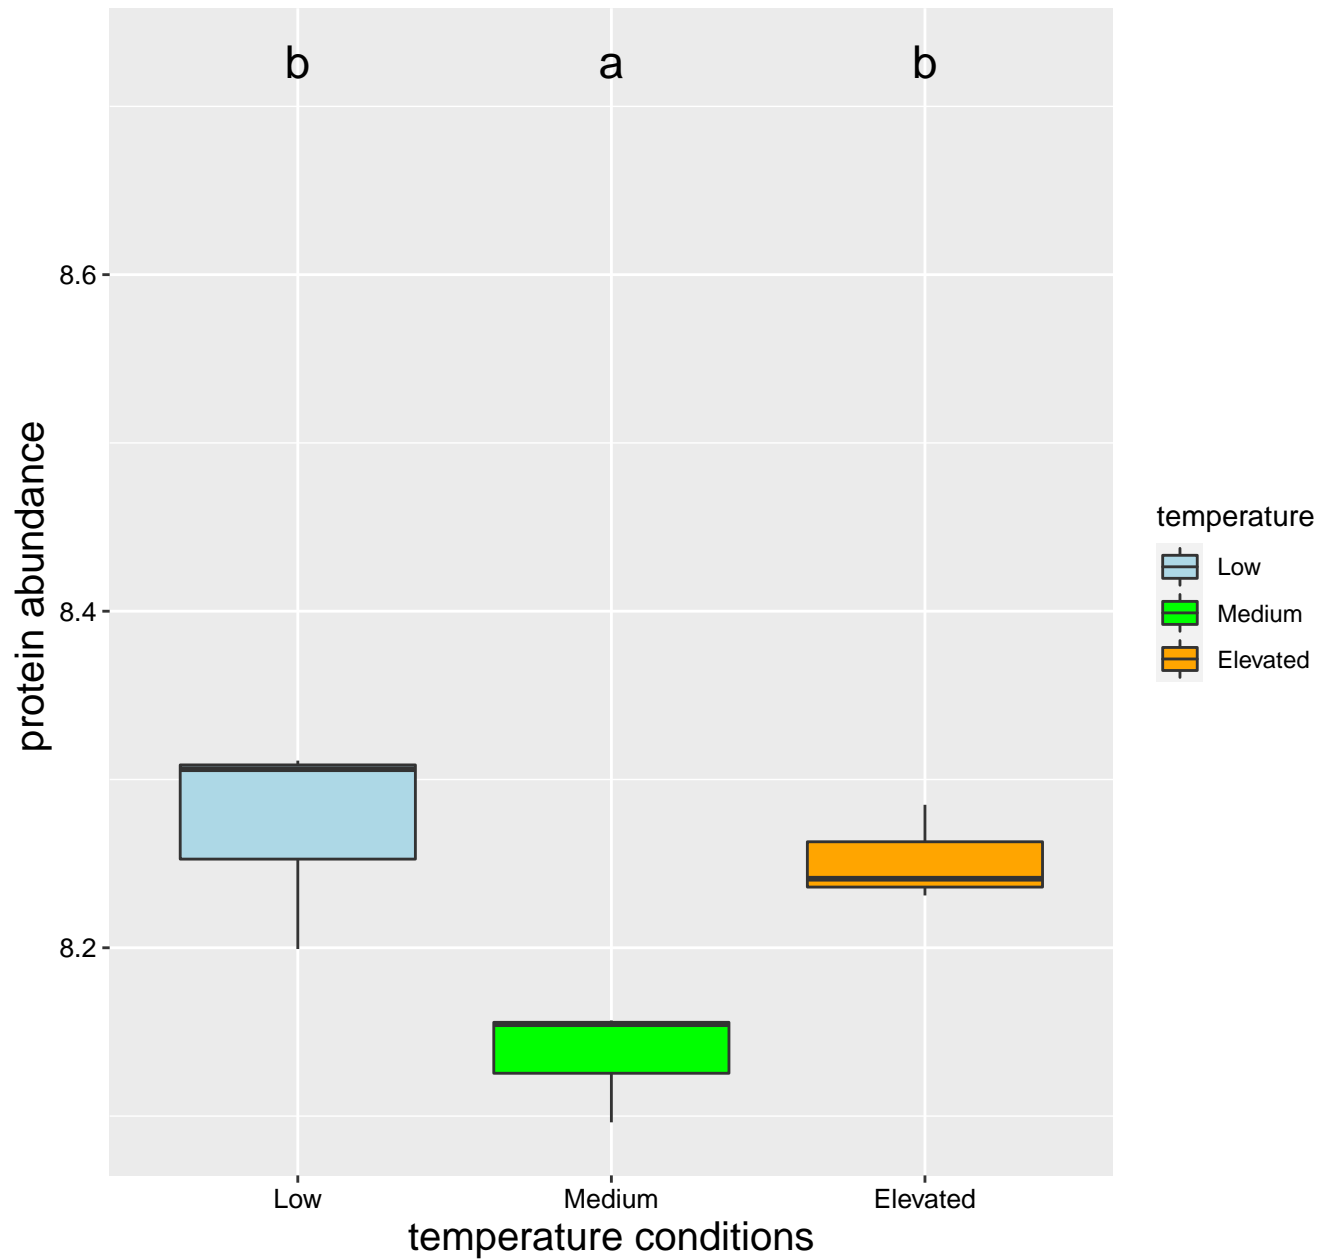 b a b
8.6
8.4
8.2
protein abundance
Low Medium Elevated
temperature conditions
temperature
Low
Medium
Elevated